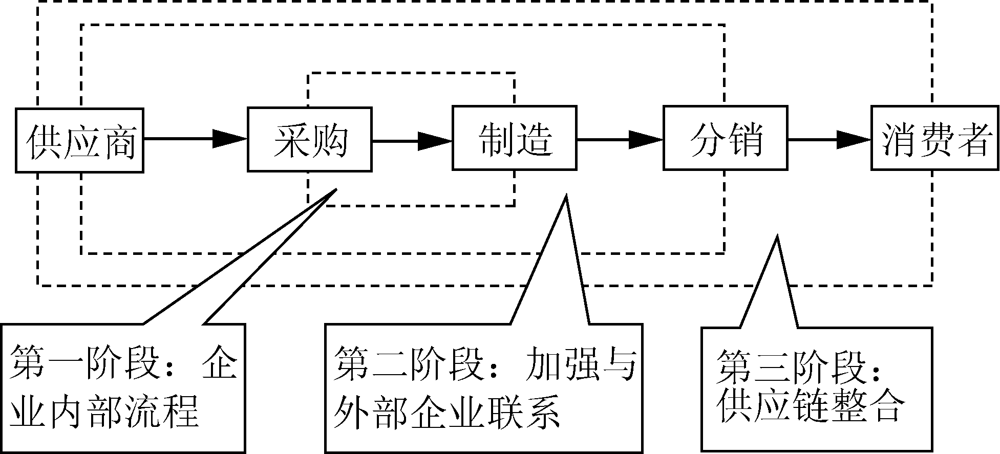 供应商
采购
制造
分销
消费者
第一阶段：企
业内部流程
第二阶段：加强与
外部企业联系
第三阶段：
供应链整合